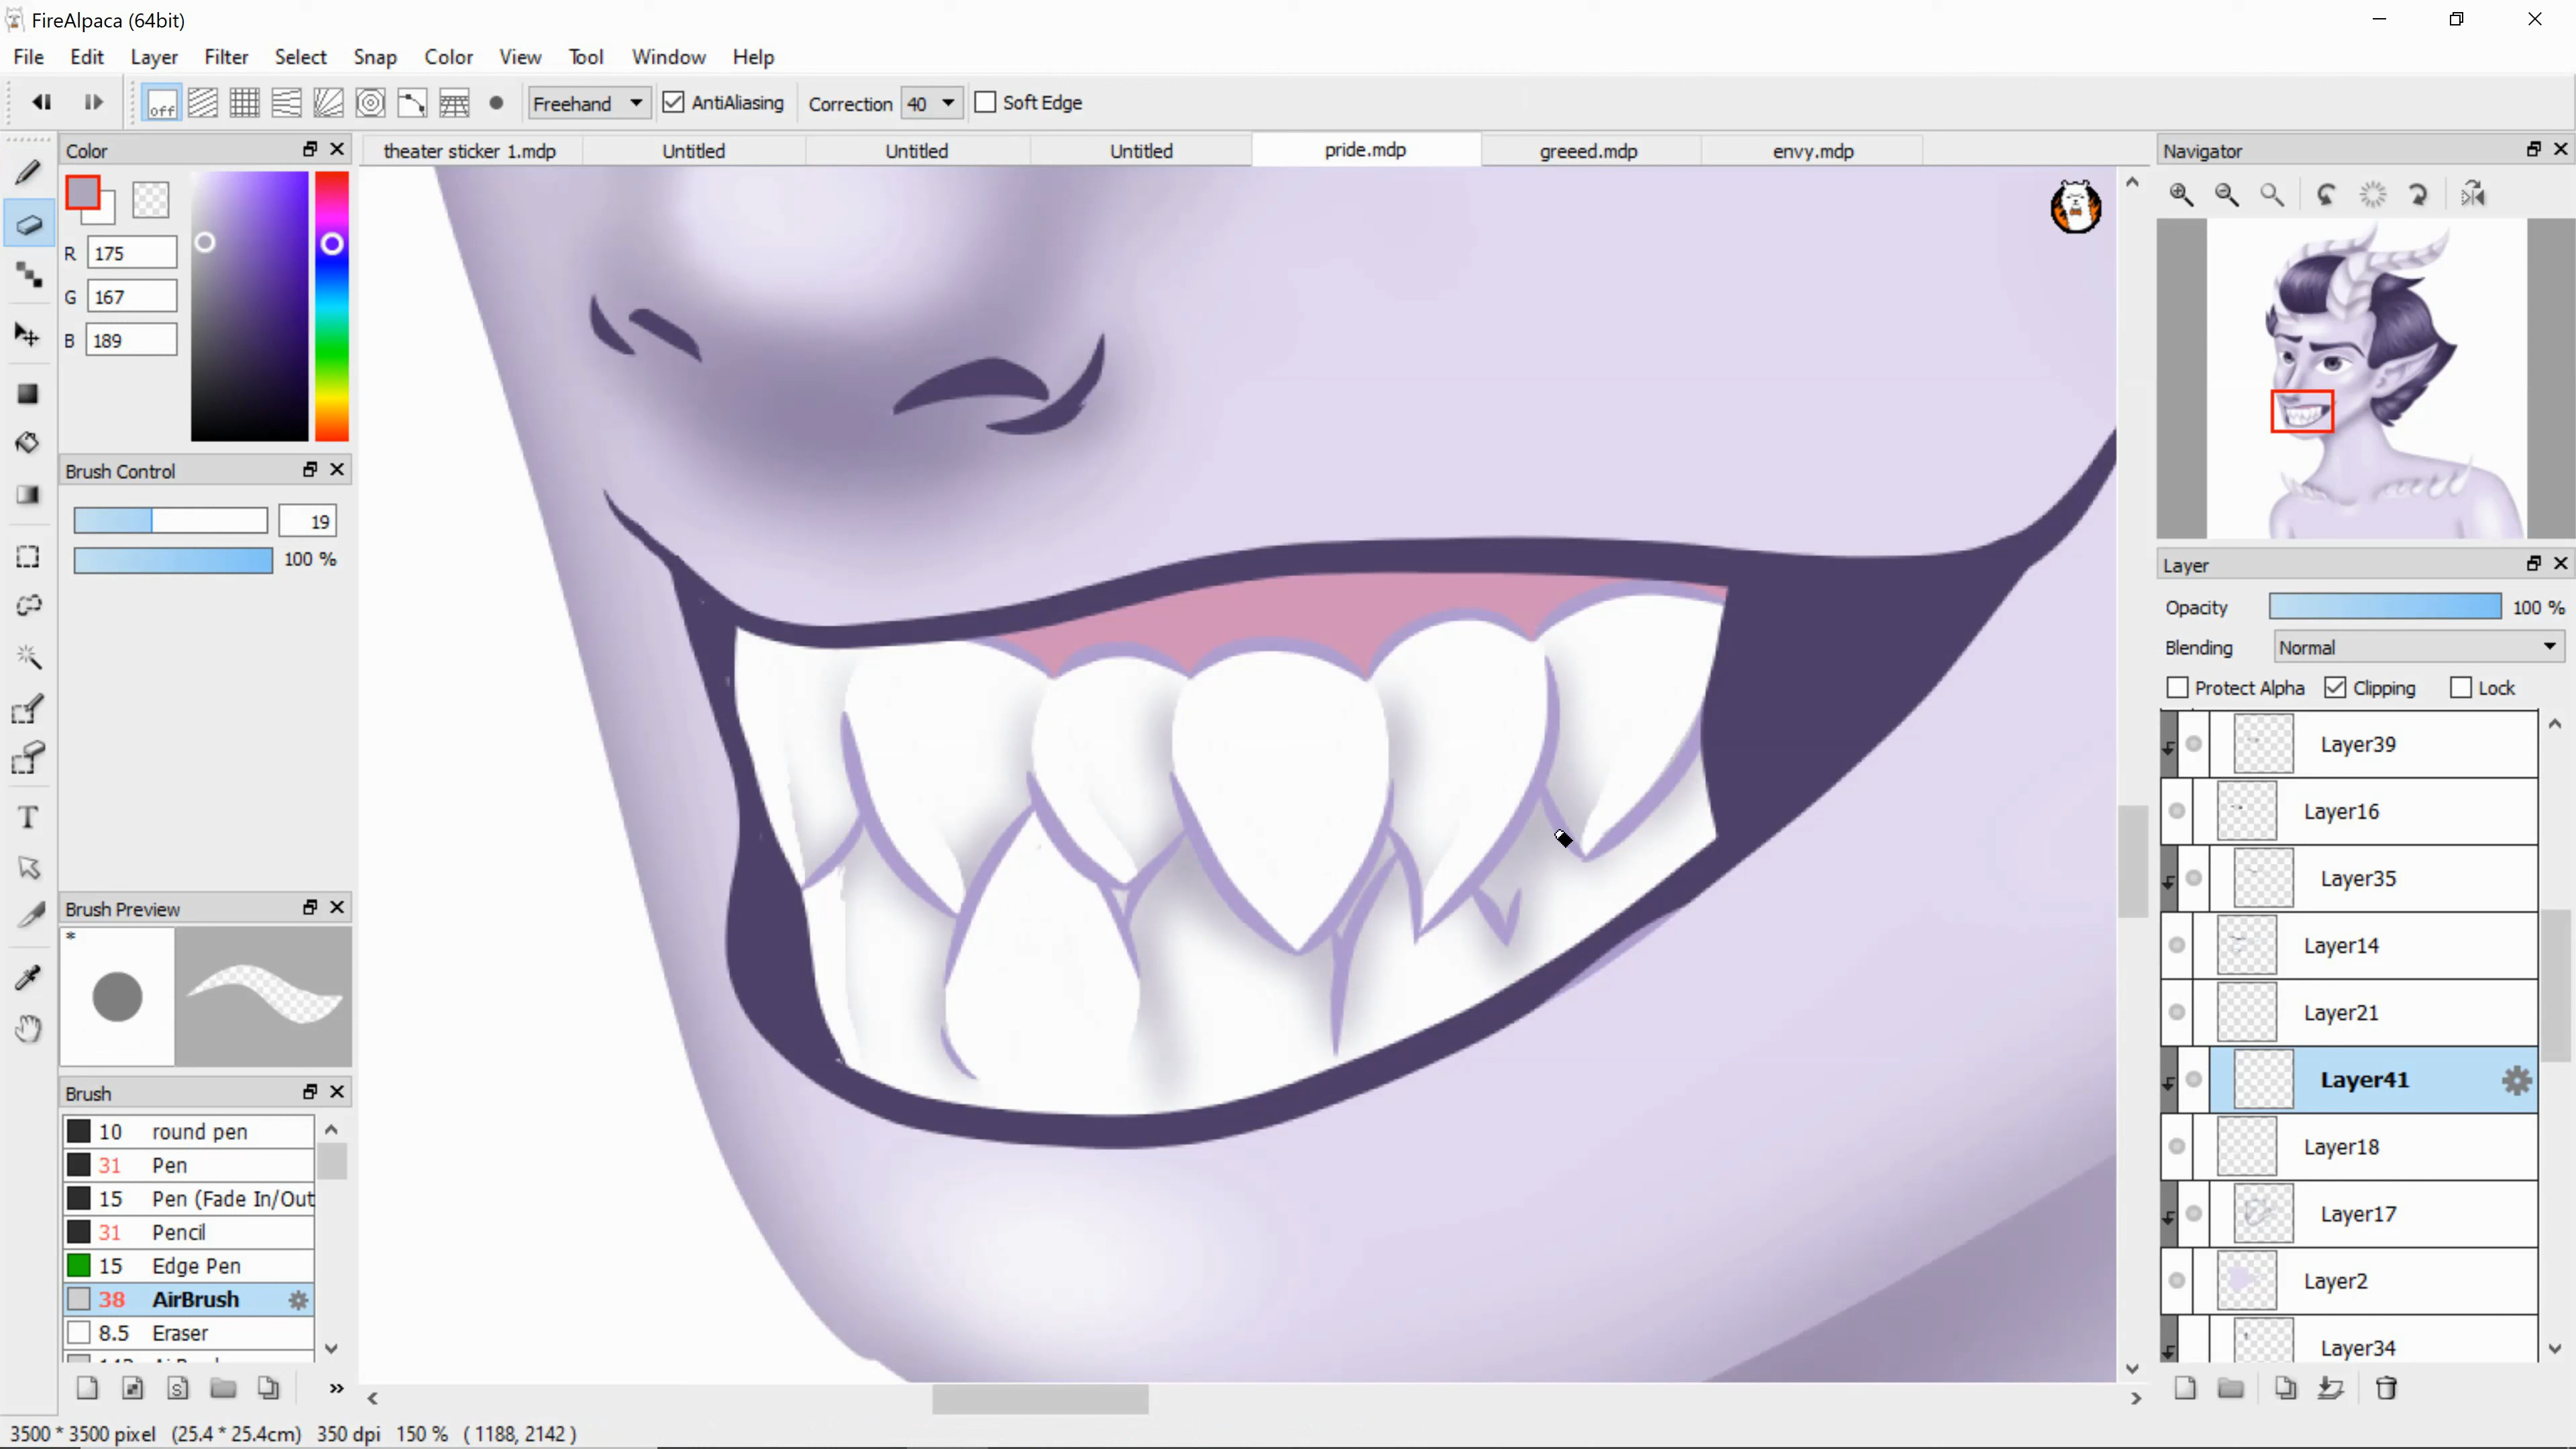 FireAlpaca (64bit)
File Edit Layer Filter Select Snap Color View Tool Window Help
off Freehand AntiAliasing Correction 40 Soft Edge
Color
theater sticker 1.mdp Untitled Untitled Untitled pride.mdp greeed.mdp envy.mdp
Navigator
R 175
G 167
B 189
Brush Control
19
100 %
Layer
Opacity 100 %
Blending Normal
Protect Alpha Clipping Lock
Layer39
Layer16
Layer35
Layer14
Layer21
Layer41
Layer18
Layer17
Layer2
Layer34
T
Brush Preview
*
Brush
10 round pen
31 Pen
15 Pen (Fade In/Out
31 Pencil
15 Edge Pen
38 AirBrush
8.5 Eraser
S
3500 * 3500 pixel (25.4 * 25.4cm) 350 dpi 150 % ( 1188, 2142 )